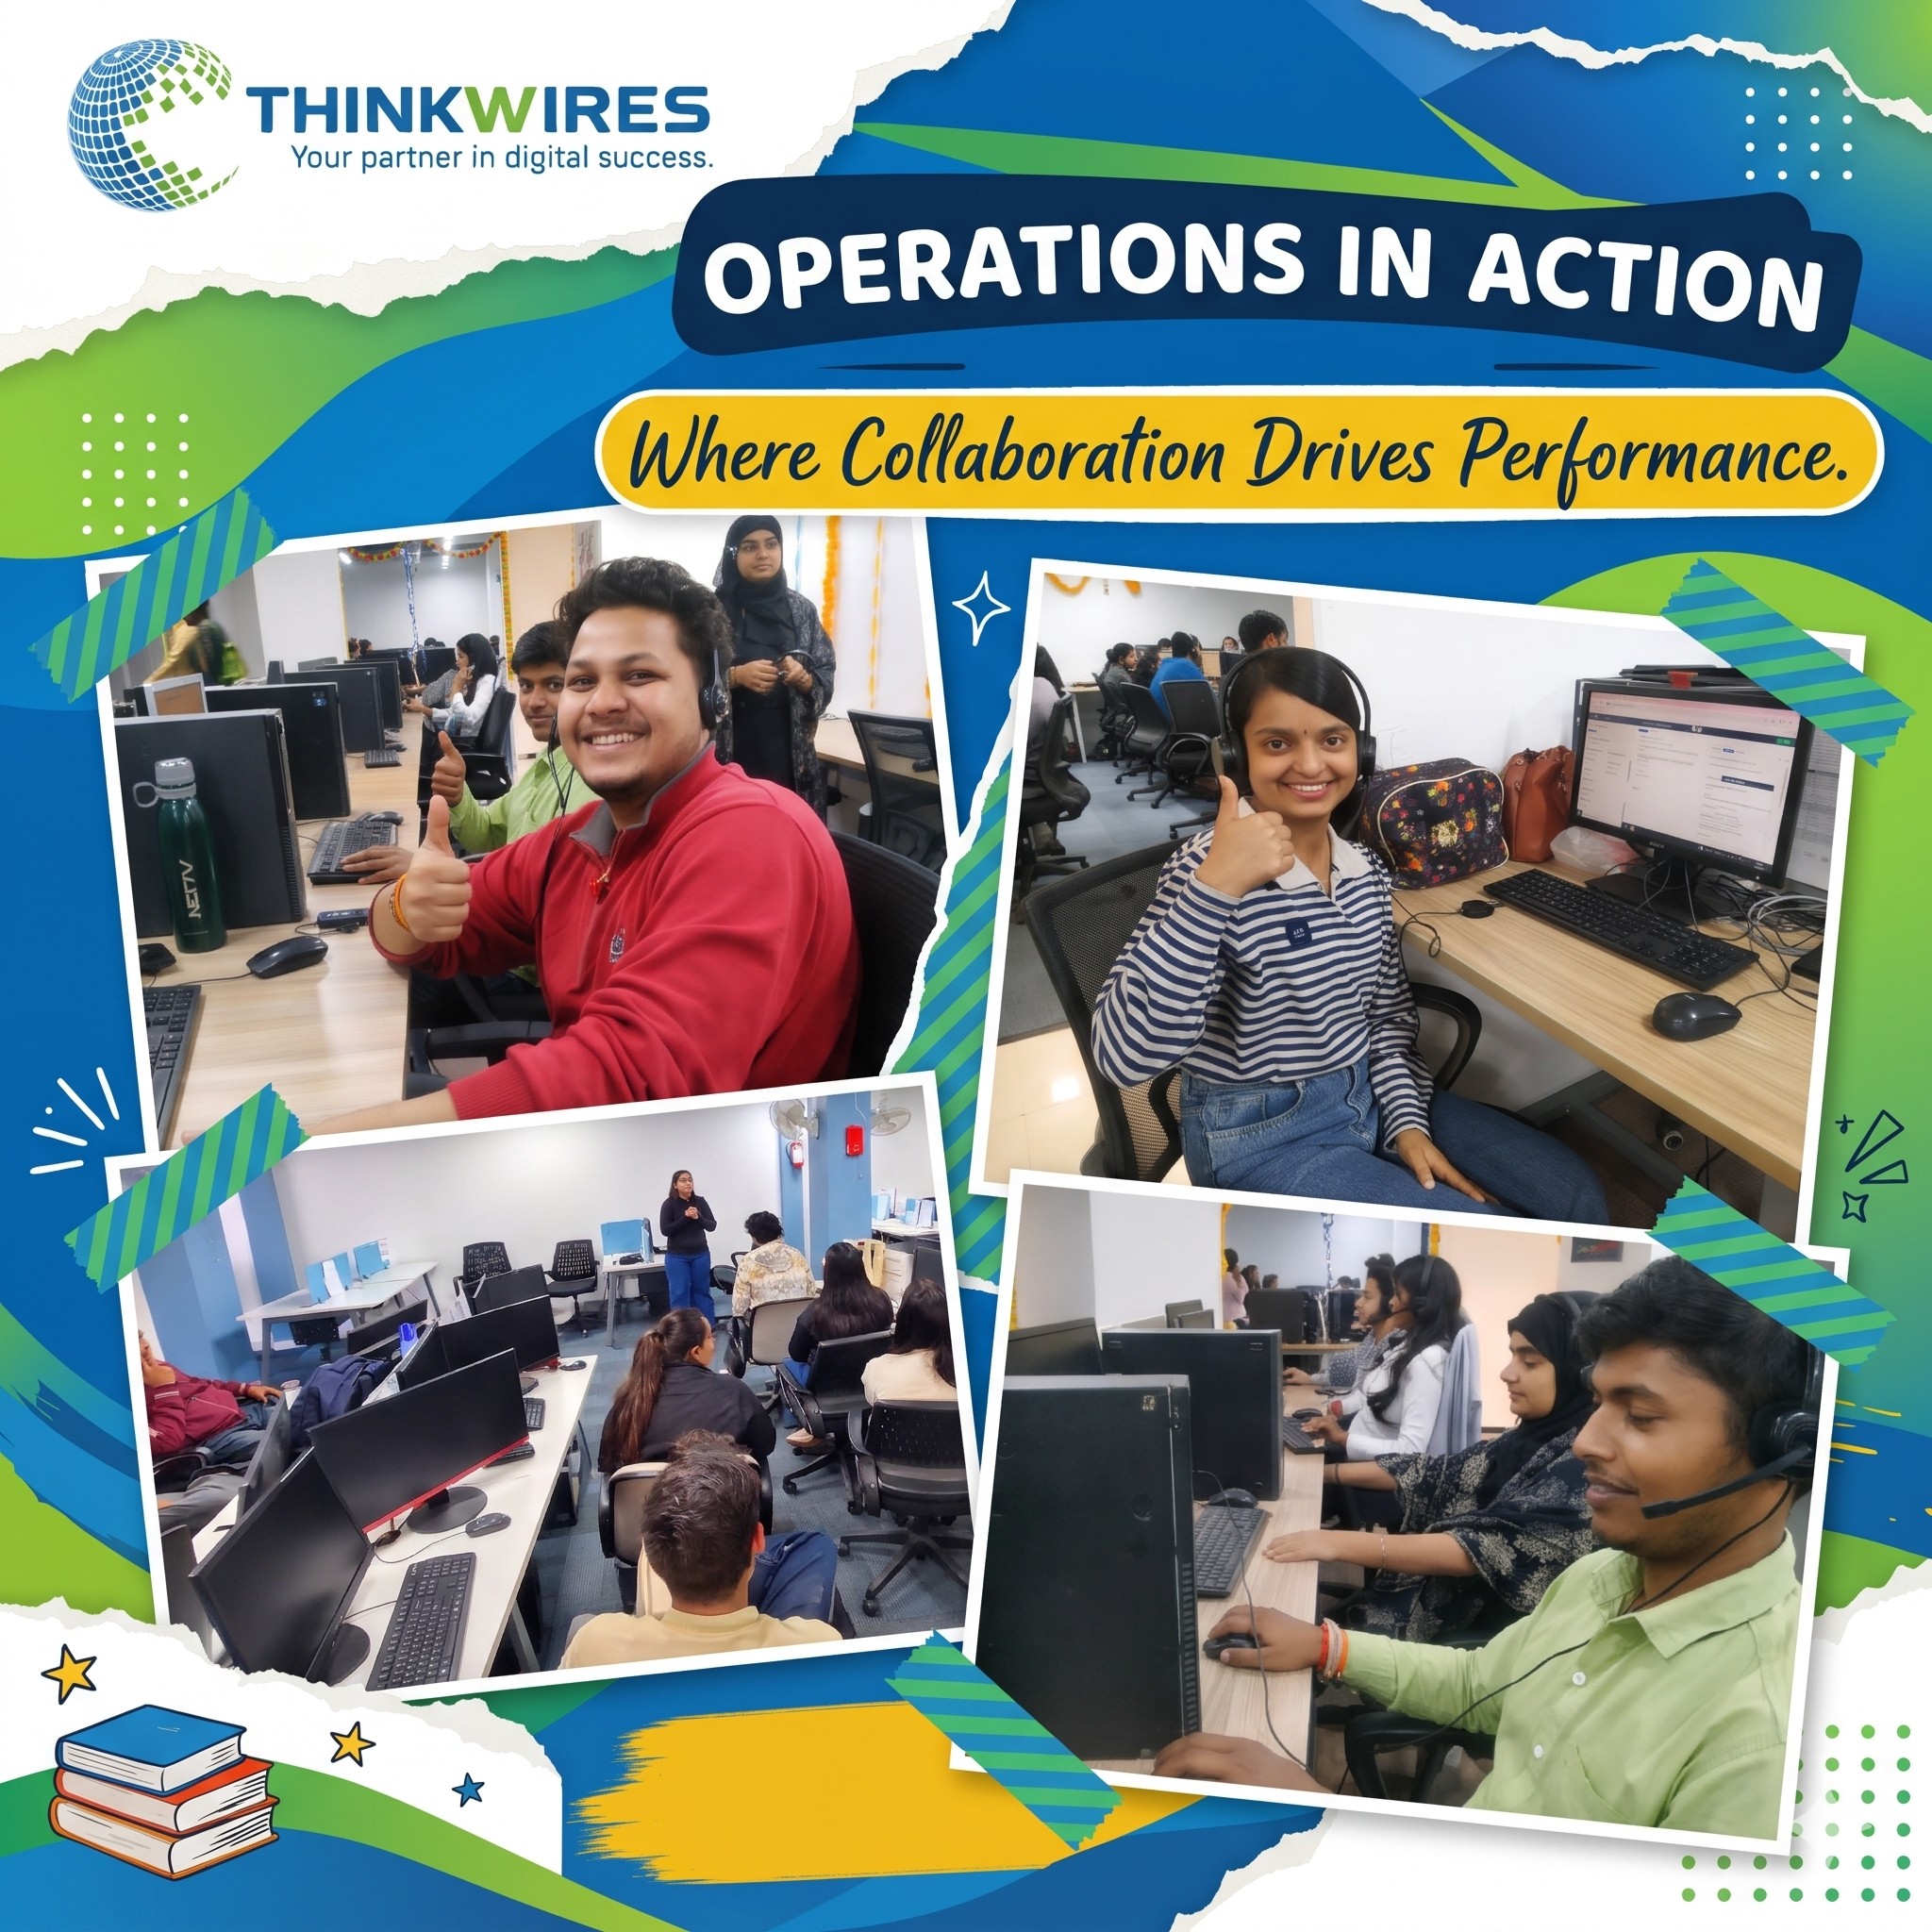 THINKWIRES
Your partner in digital success.
OPERATIONS IN ACTION
Where Collaboration Drives Performance.